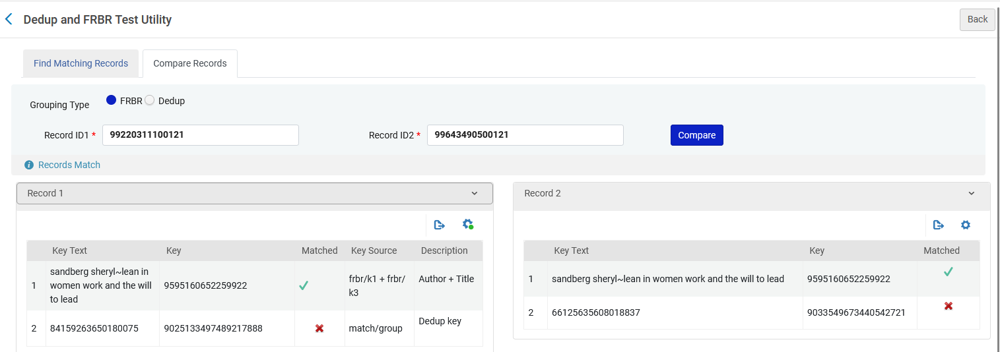 Dedup and FRBR Test Utility
Back
Find Matching Records
Compare Records
Grouping Type
FRBR
Dedup
Record ID1 *
99220311100121
Record ID2 *
99643490500121
Compare
Records Match
Record 1
Key Text
Key
Matched
Key Source
Description
1
sandberg sheryl~lean in
women work and the will
to lead
9595160652259922
frbr/k1 + frbr/
k3
Author + Title
2
84159263650180075
9025133497489217888
match/group
Dedup key
Record 2
Key Text
Key
Matched
1
sandberg sheryl~lean in women work and the will to lead
9595160652259922
2
66125635608018837
9033549673440542721